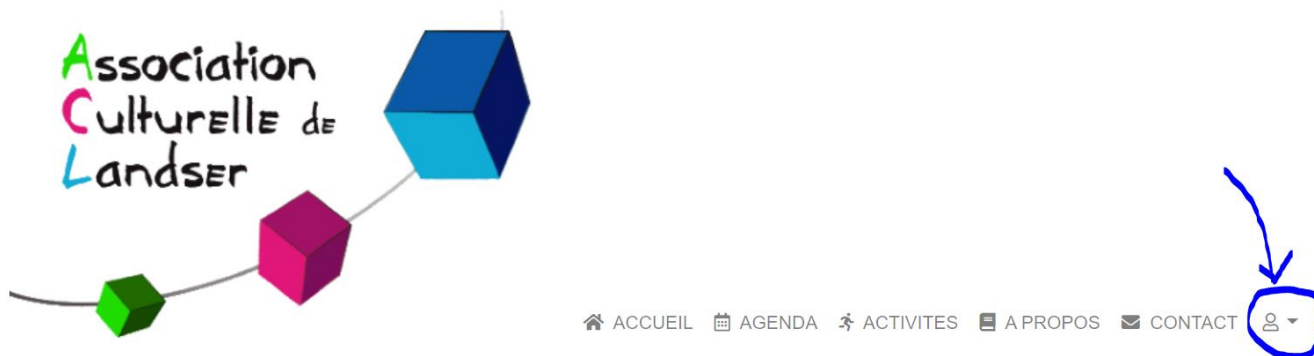 Association
Culturelle de
Landser
ACCUEIL AGENDA ACTIVITES A PROPOS CONTACT